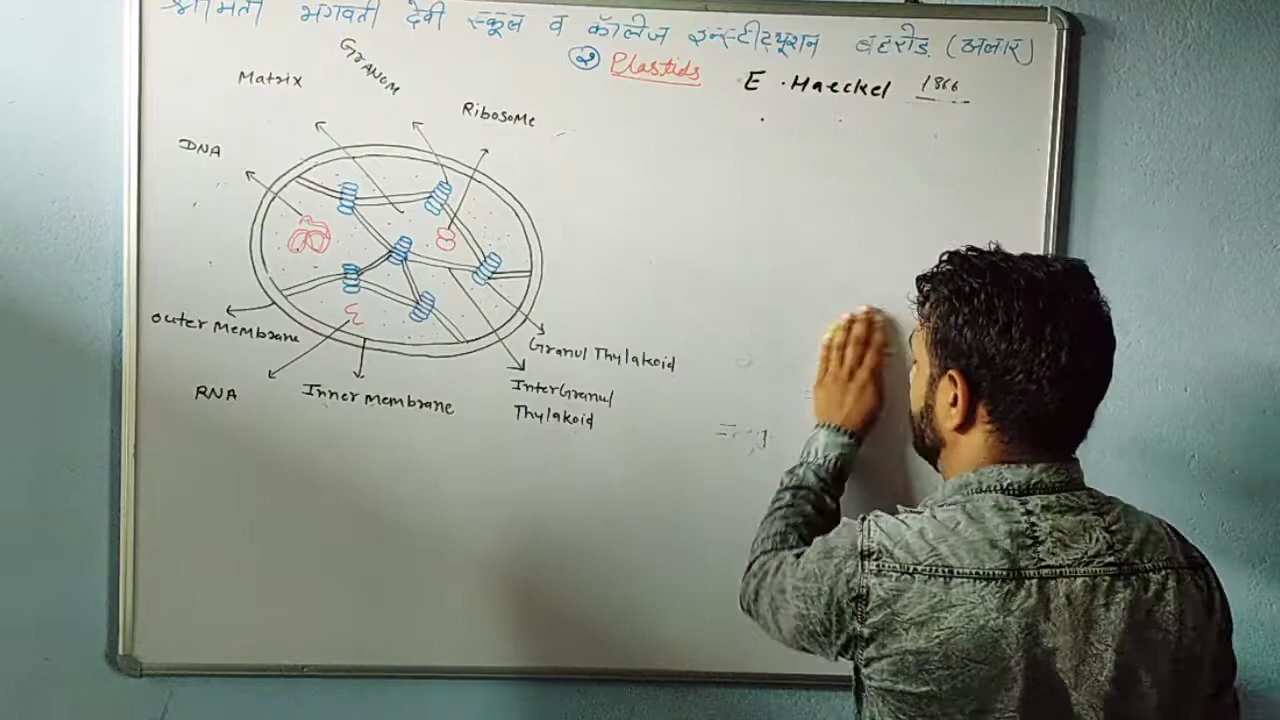 श्रीमती भगवती देवी स्कूल व कॉलेज इन्स्टीट्यूशन बहरोड़ (अलवर)
② Plastids E. Haeckel 1866
GRANUM
Matrix
Ribosome
DNA
Outer Membrane
Granul Thylakoid
InterGranul
Thylakoid
RNA
Inner Membrane